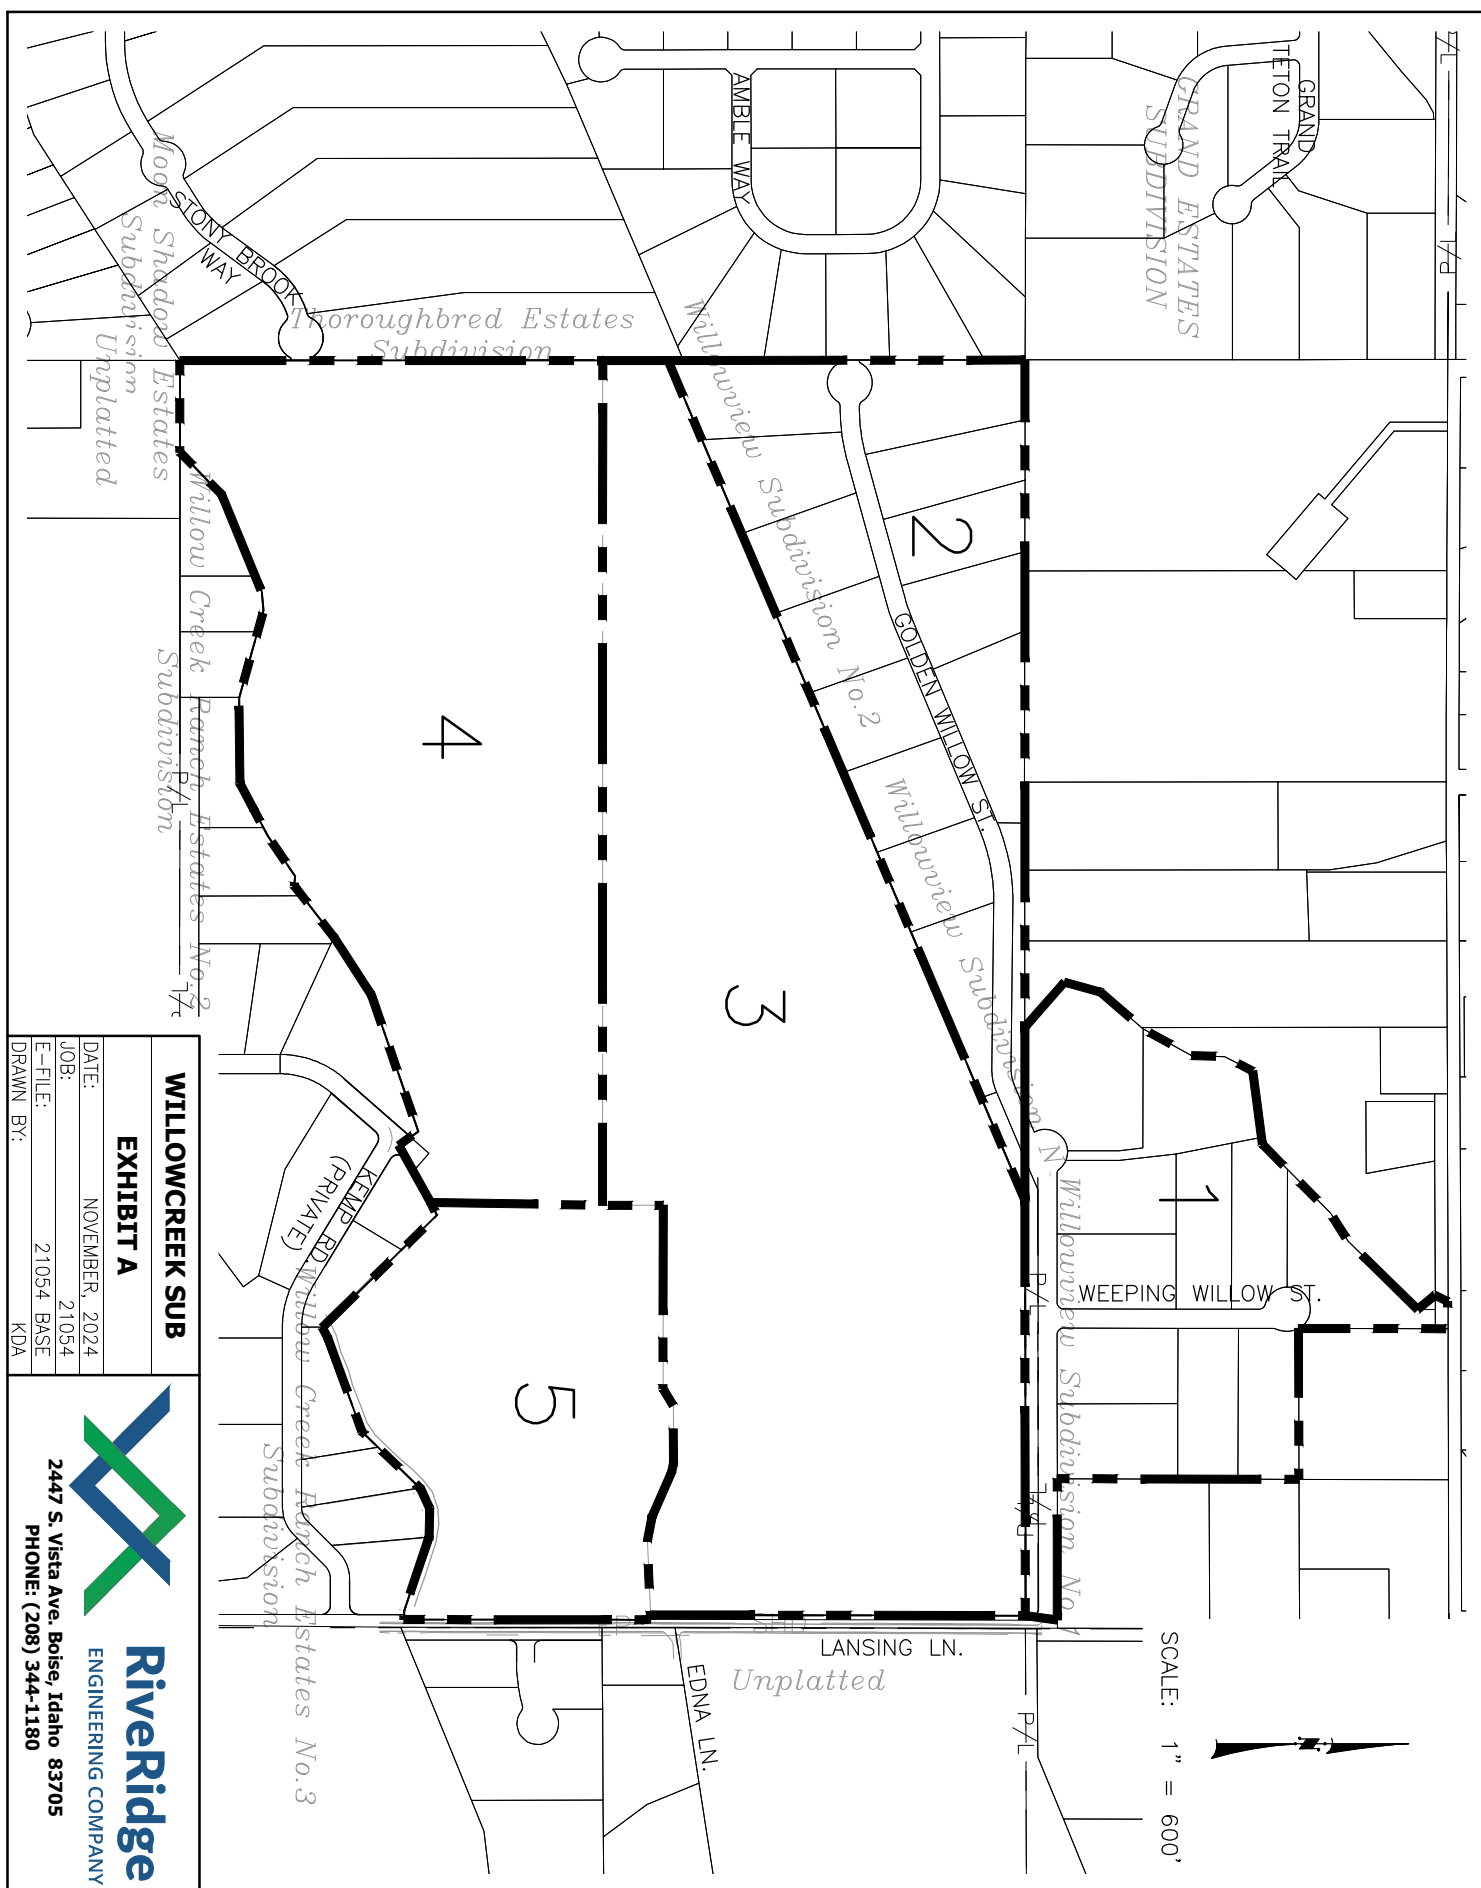 GRAND
TETON TRAIL
GRAND ESTATES
SUBDIVISION
AMBLE WAY
STONY BROOK
WAY
Moon Shadow Estates
Subdivision
Unplatted
Thoroughbred Estates
Subdivision
Willowview Subdivision No.2
2
GOLDEN WILLOW ST.
Willowview Subdivision N
Willow Creek Ranch Estates No.2
Subdivision
P/L
P/L
P/L
4
3
1
WEEPING WILLOW ST.
Willowview Subdivision No.1
P/L
P/L
5
KEMP RD.
(PRIVATE)
Willow Creek Ranch Estates No.3
Subdivision
LANSING LN.
EDNA LN.
Unplatted
P/L
SCALE: 1" = 600'
WILLOWCREEK SUB
EXHIBIT A
DATE: NOVEMBER, 2024
JOB: 21054
E-FILE: 21054 BASE
DRAWN BY: KDA
RiveRidge
ENGINEERING COMPANY
2447 S. Vista Ave. Boise, Idaho 83705
PHONE: (208) 344-1180